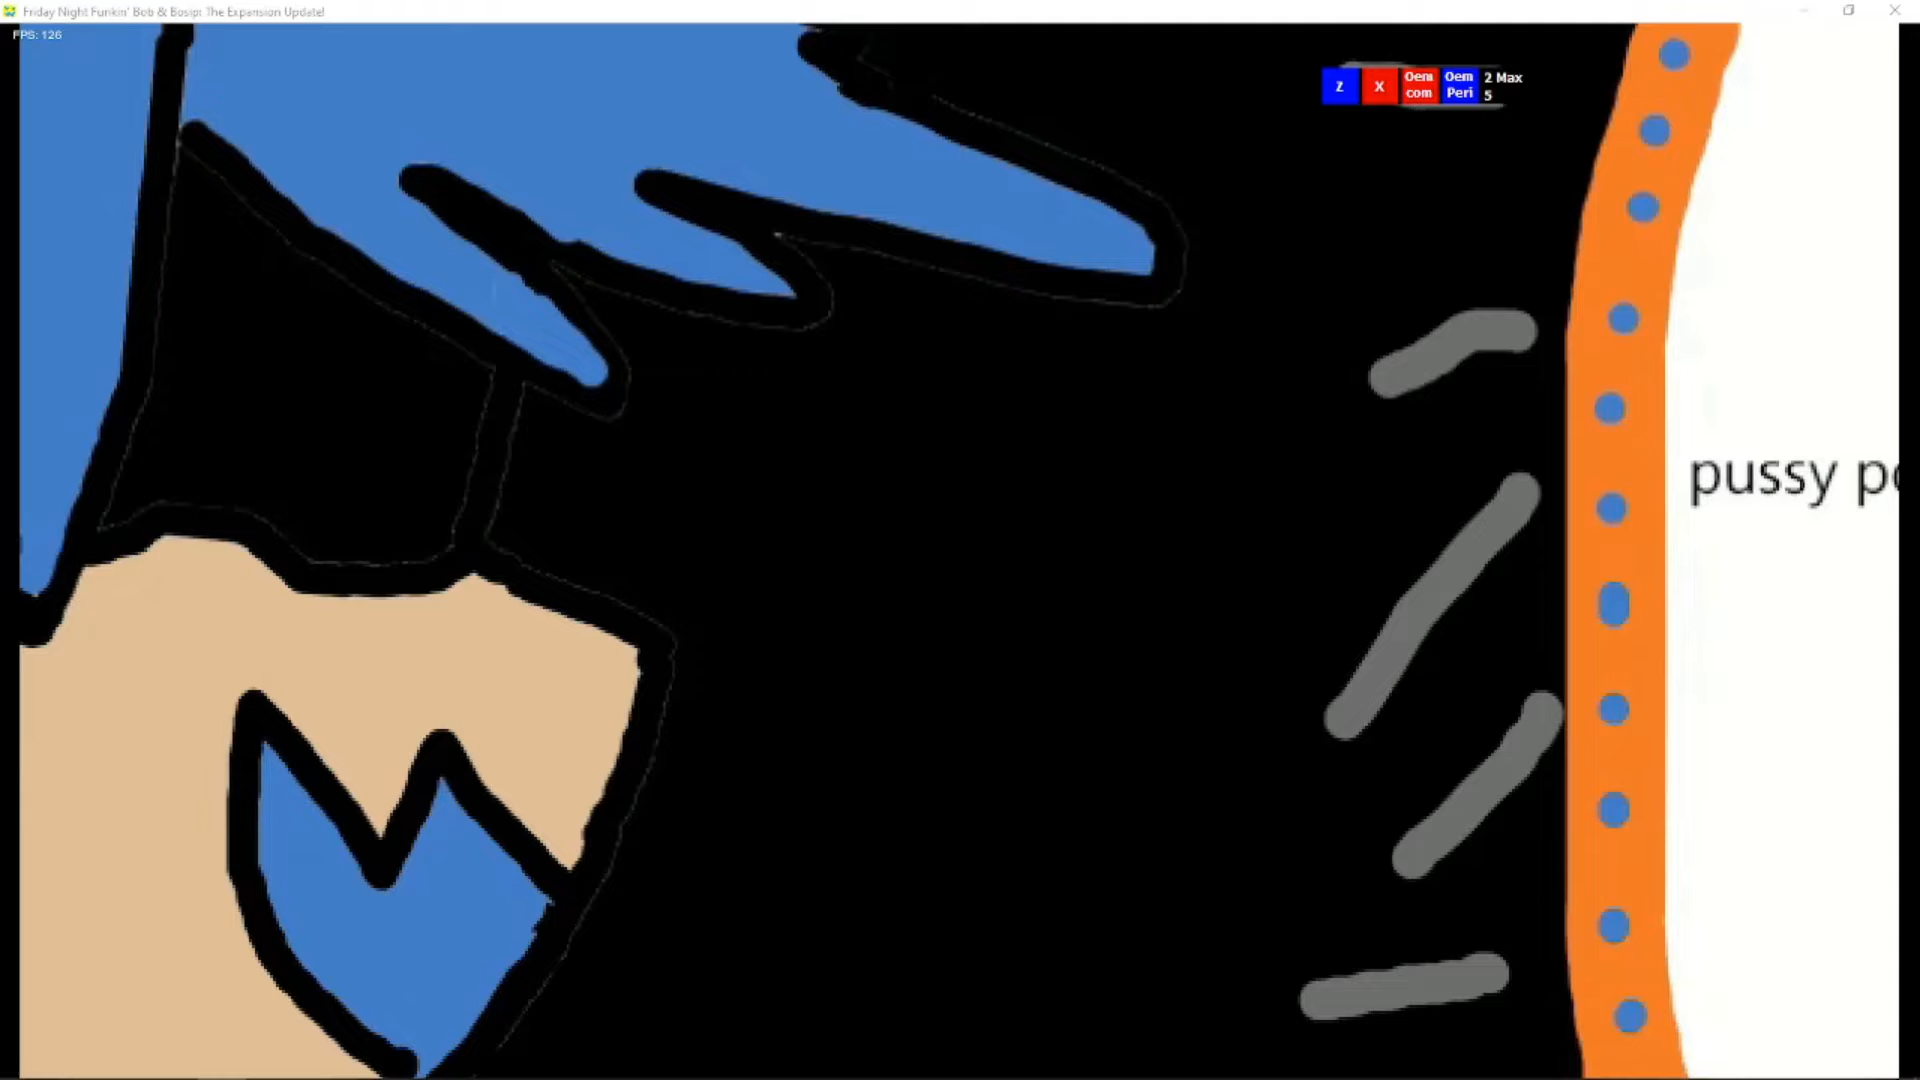 Friday Night Funkin' Bob & Bosip: The Expansion Update!
FPS: 126
Z X Oem com Oem Peri 2 Max 5
pussy